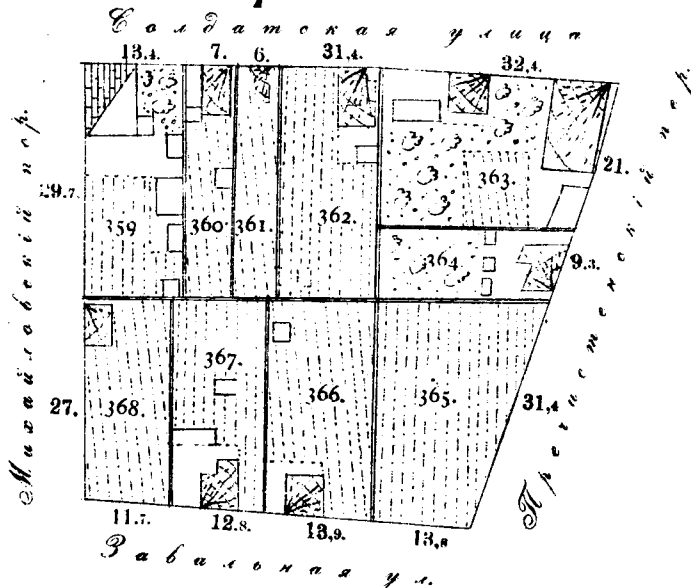 Солдатская улица
13,4. 7. 6. 31,4. 32,4.
Михайловскій пер.
29.7.
27.
359
360
361.
362.
363.
364.
21.
9.3.
Пречистенскій пер.
368.
367.
366.
365.
31,4
11.7. 12.8. 13,9. 13,8
Завальная ул.